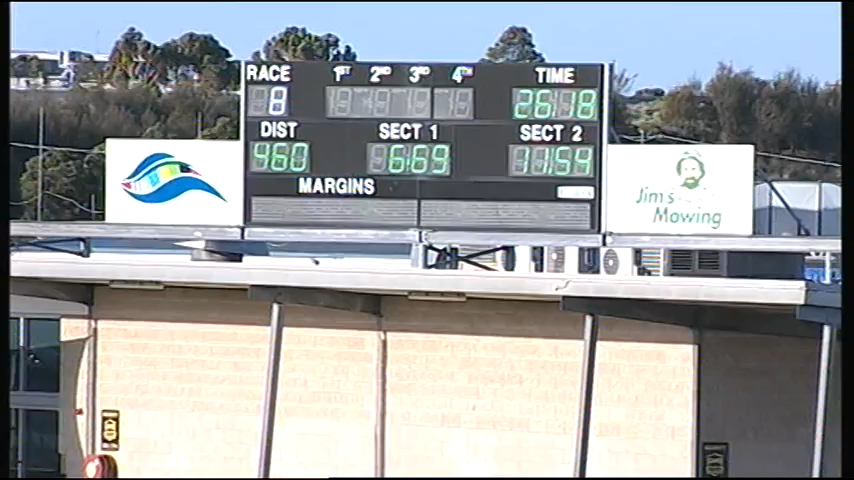 RACE 1ST 2ND 3RD 4TH TIME
8 26 18
DIST SECT 1 SECT 2
460 6 69 11 54
MARGINS
Jim's
Mowing